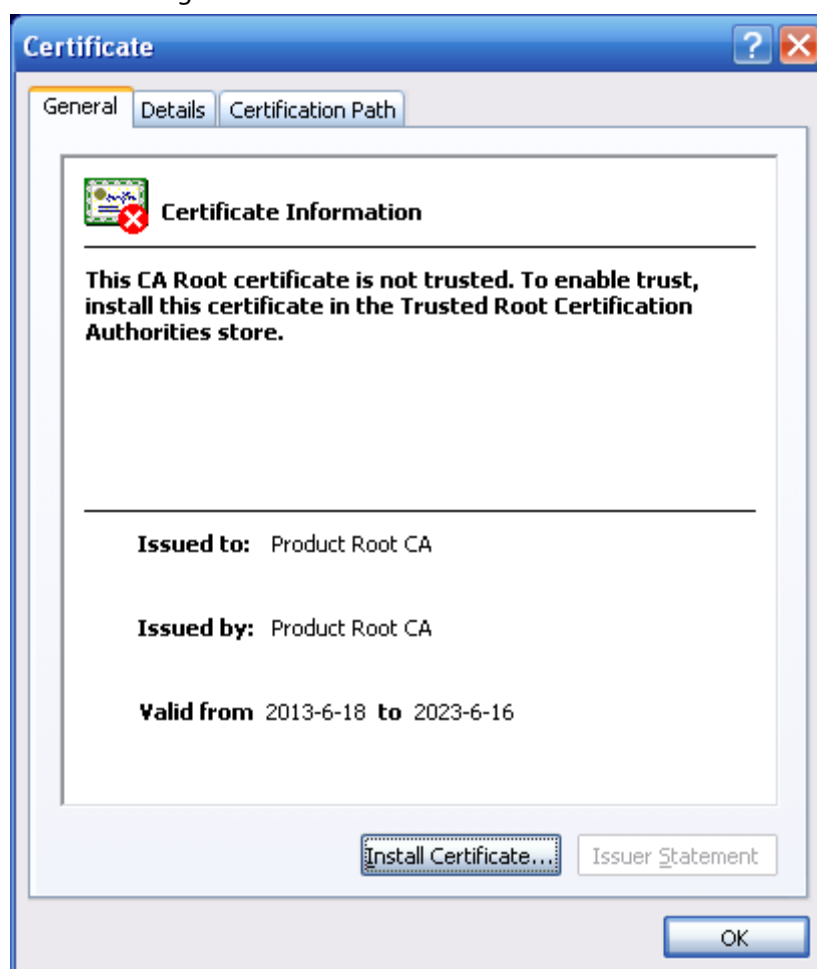 Certificate
General Details Certification Path
Certificate Information
This CA Root certificate is not trusted. To enable trust,
install this certificate in the Trusted Root Certification
Authorities store.
Issued to: Product Root CA
Issued by: Product Root CA
Valid from 2013-6-18 to 2023-6-16
Install Certificate... Issuer Statement
OK